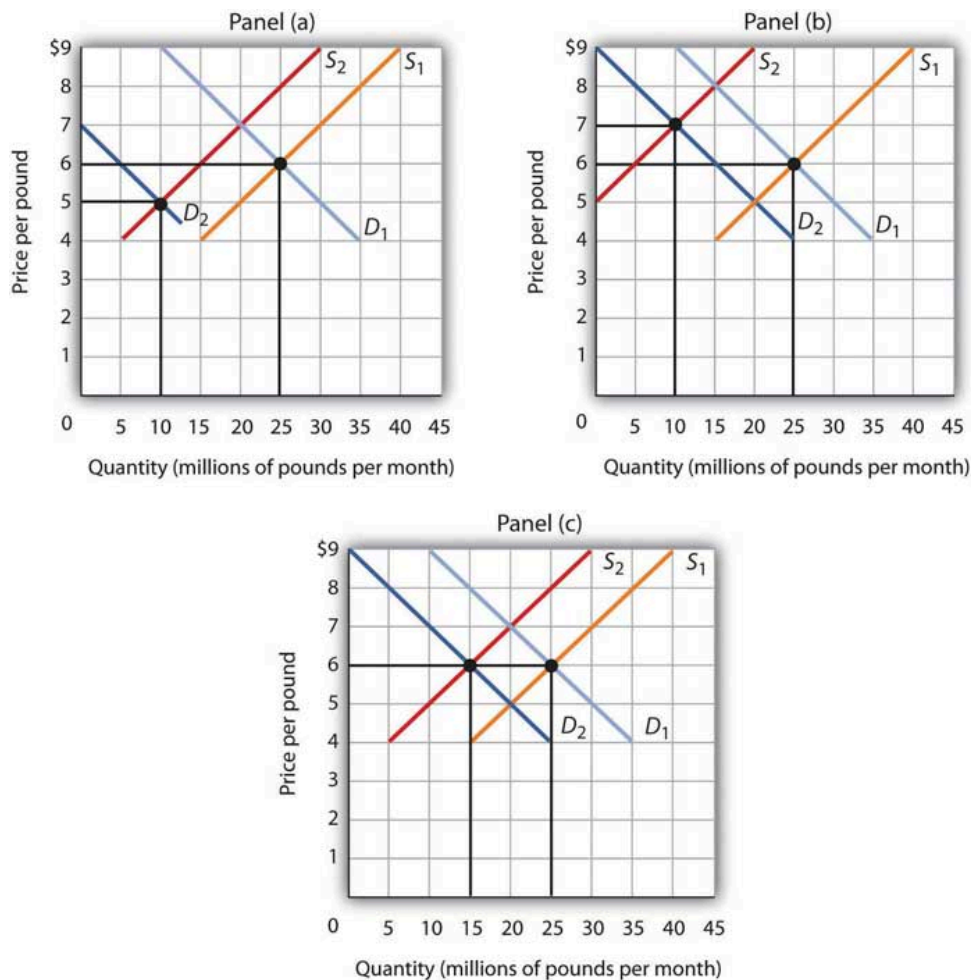 Panel (a)
$9
8
7
6
5
4
3
2
1
0
Price per pound
S2
S1
D2
D1
5 10 15 20 25 30 35 40 45
Quantity (millions of pounds per month)
Panel (b)
$9
8
7
6
5
4
3
2
1
0
Price per pound
S2
S1
D2
D1
5 10 15 20 25 30 35 40 45
Quantity (millions of pounds per month)
Panel (c)
$9
8
7
6
5
4
3
2
1
0
Price per pound
S2
S1
D2
D1
5 10 15 20 25 30 35 40 45
Quantity (millions of pounds per month)